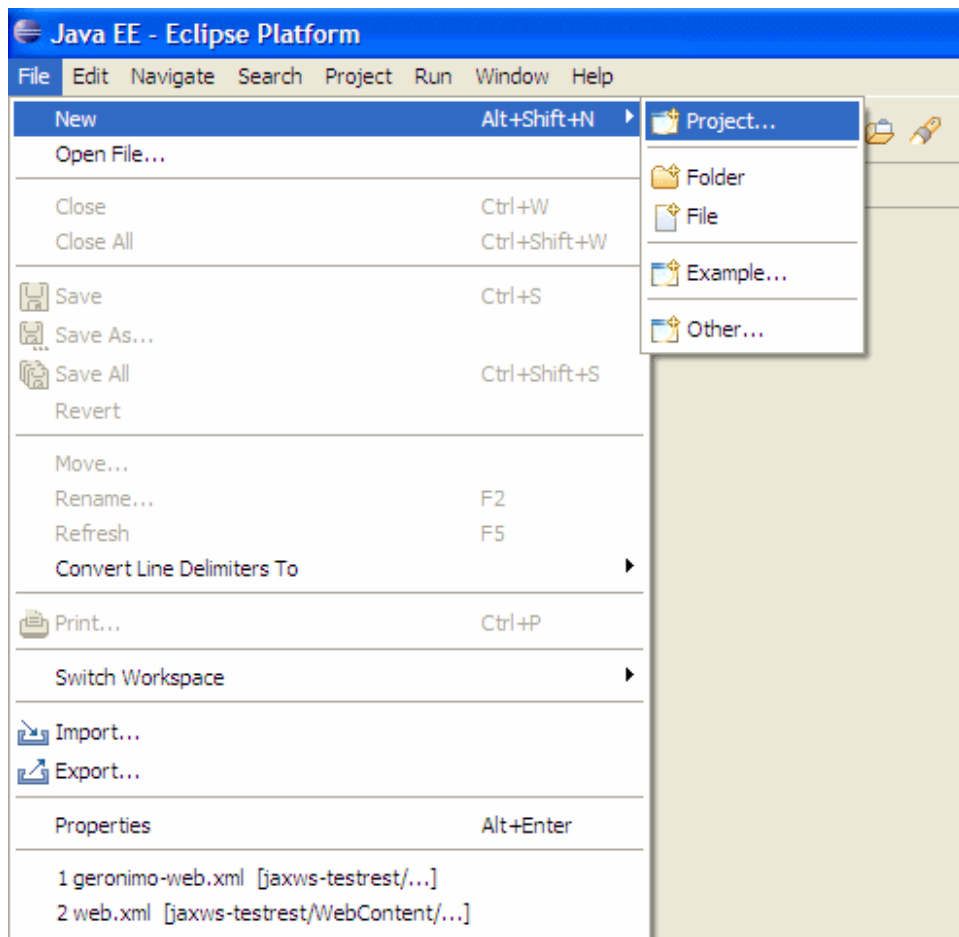 Java EE - Eclipse Platform
File Edit Navigate Search Project Run Window Help
New Alt+Shift+N
Open File...
Close Ctrl+W
Close All Ctrl+Shift+W
Save Ctrl+S
Save As...
Save All Ctrl+Shift+S
Revert
Move...
Rename... F2
Refresh F5
Convert Line Delimiters To
Print... Ctrl+P
Switch Workspace
Import...
Export...
Properties Alt+Enter
1 geronimo-web.xml [jaxws-testrest/...]
2 web.xml [jaxws-testrest/WebContent/...]
Project...
Folder
File
Example...
Other...